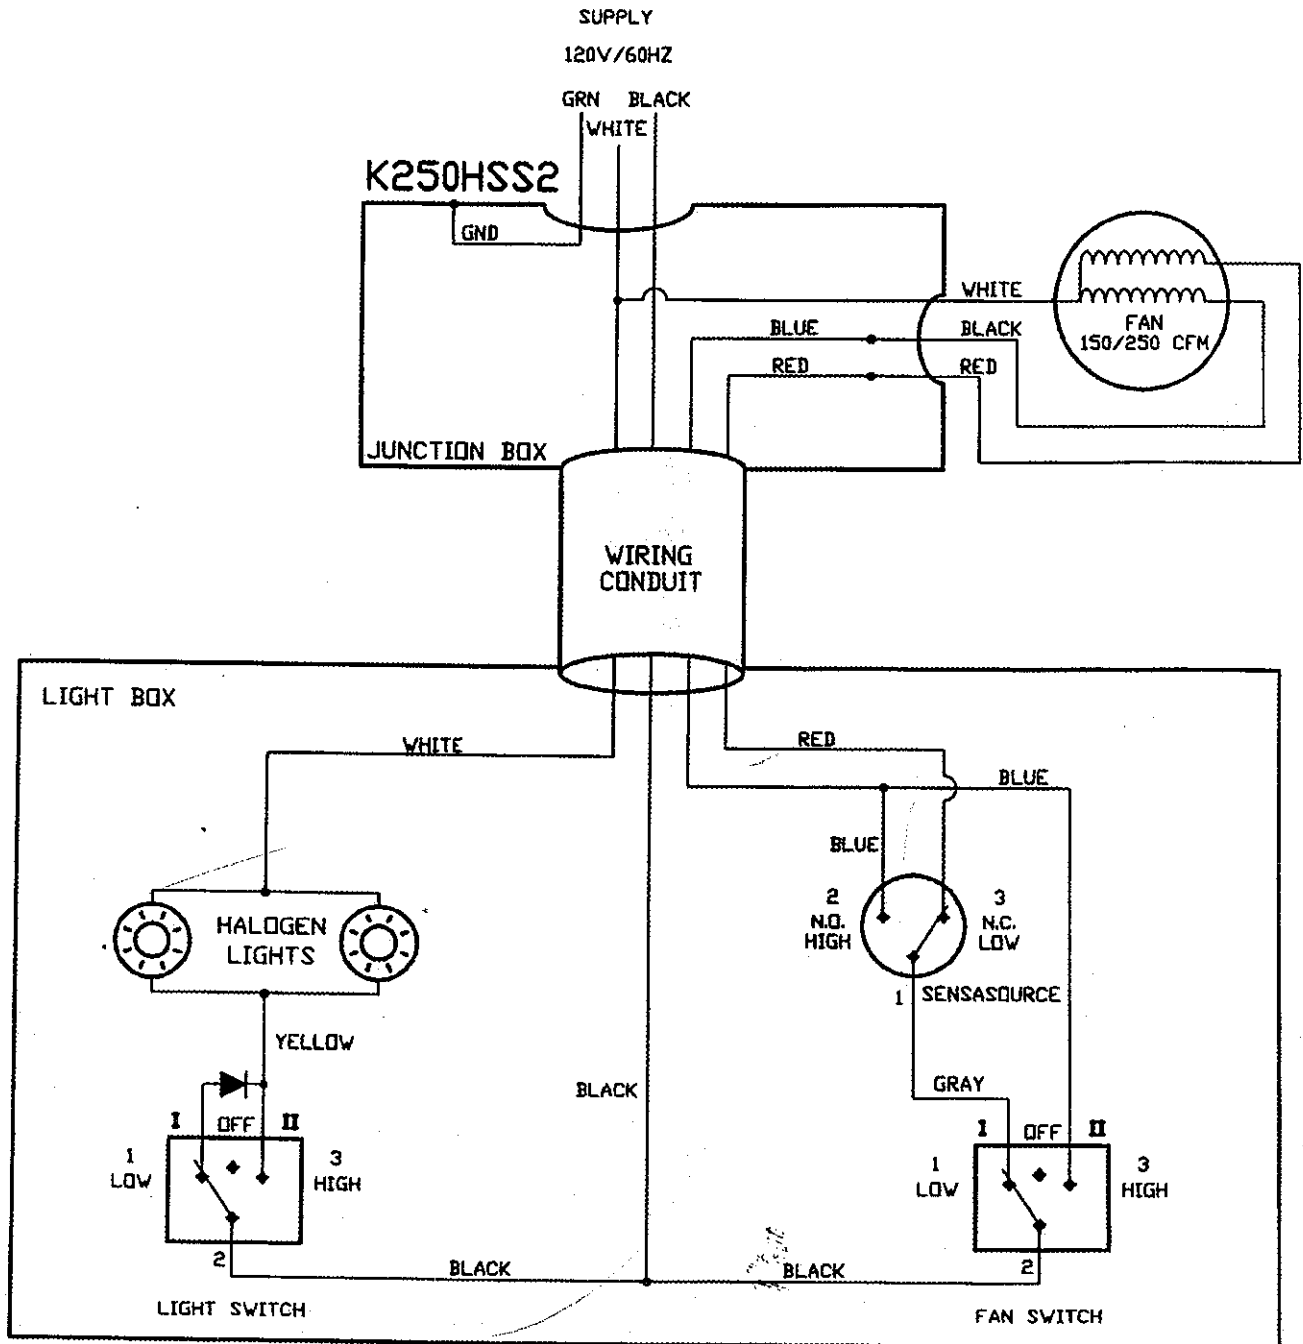 SUPPLY
120V/60HZ
GRN BLACK
WHITE
K250HSS2
GND
WHITE
FAN
150/250 CFM
BLUE
BLACK
RED
RED
JUNCTION BOX
WIRING
CONDUIT
LIGHT BOX
WHITE
RED
BLUE
BLUE
HALOGEN
LIGHTS
2
N.O.
HIGH
3
N.C.
LOW
1
SENSASOURCE
YELLOW
BLACK
GRAY
I OFF II
1
LOW
3
HIGH
2
I OFF II
1
LOW
3
HIGH
2
BLACK
BLACK
LIGHT SWITCH
FAN SWITCH